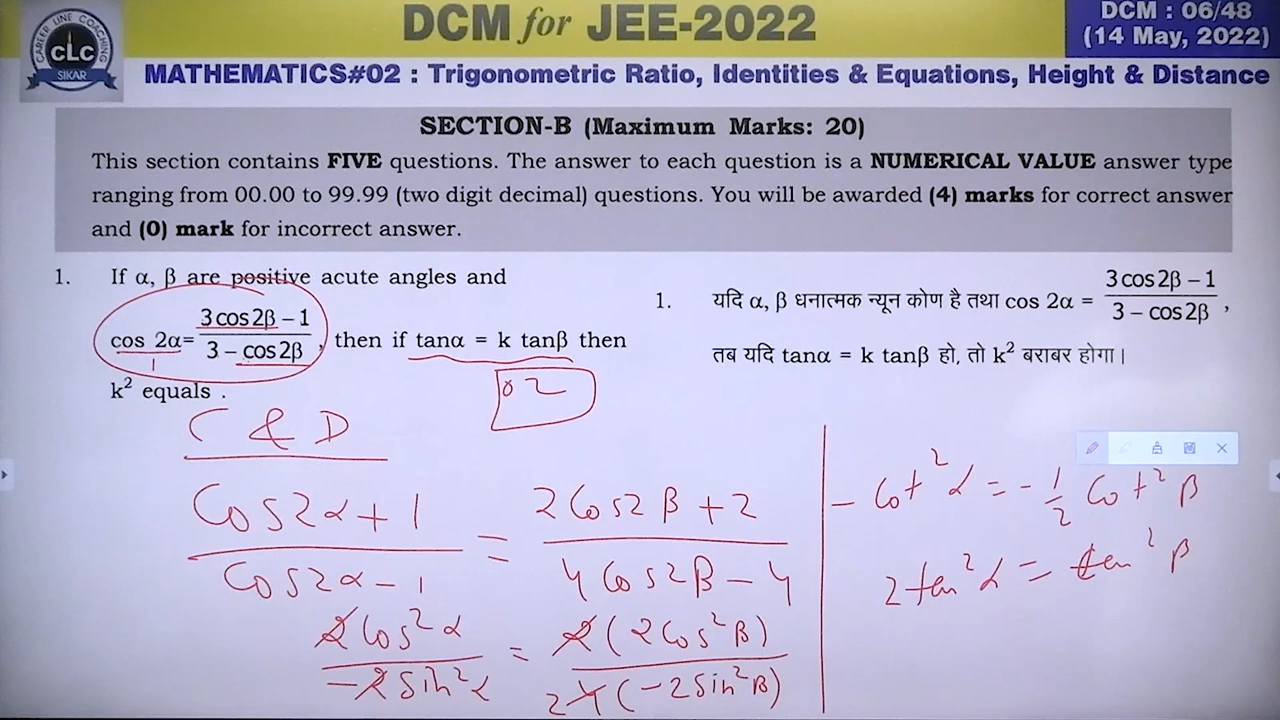 DCM for JEE-2022
DCM : 06/48
(14 May, 2022)
CAREER LINE COACHING
CLC
SIKAR
MATHEMATICS#02 : Trigonometric Ratio, Identities & Equations, Height & Distance
SECTION-B (Maximum Marks: 20)
This section contains FIVE questions. The answer to each question is a NUMERICAL VALUE answer type
ranging from 00.00 to 99.99 (two digit decimal) questions. You will be awarded (4) marks for correct answer
and (0) mark for incorrect answer.
1. If α, β are positive acute angles and
cos 2α= (3 cos 2β – 1)/(3 – cos 2β) , then if tanα = k tanβ then
k² equals .
02
1. यदि α, β धनात्मक न्यून कोण है तथा cos 2α = (3 cos 2β – 1)/(3 – cos 2β) ,
तब यदि tanα = k tanβ हो, तो k² बराबर होगा।
C & D
(Cos2α+1)/(Cos2α-1) = (2Cos2β+2)/(4Cos2β-4)
(2Cos²α)/(-2Sin²α) = (2(2Cos²β))/(24(-2Sin²β))
- Cot²α = - 1/2 Cot²β
2tan²α = tan²β